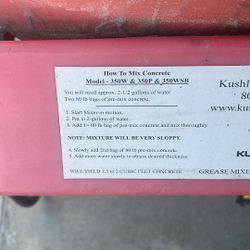 How To Mix Concrete
Model - 350W & 350P & 350WSB
You will need approx. 2-1/2 gallons of water.
Two 80 lb bags of pre-mix concrete.
1. Start Mixer in motion.
2. Put in 2-gallons of water.
3. Add 1 - 80 lb bag of pre-mix concrete and mix thoroughly
NOTE: MIXTURE WILL BE VERY SLOPPY.
4. Slowly add 2nd bag of 80 lb pre-mix concrete.
5. Add more water slowly to obtain desired thickness.
WILL YIELD 1.5 to 2 CUBIC FEET CONCRETE
Kushl
80
www.kus
KU
GREASE MIXE